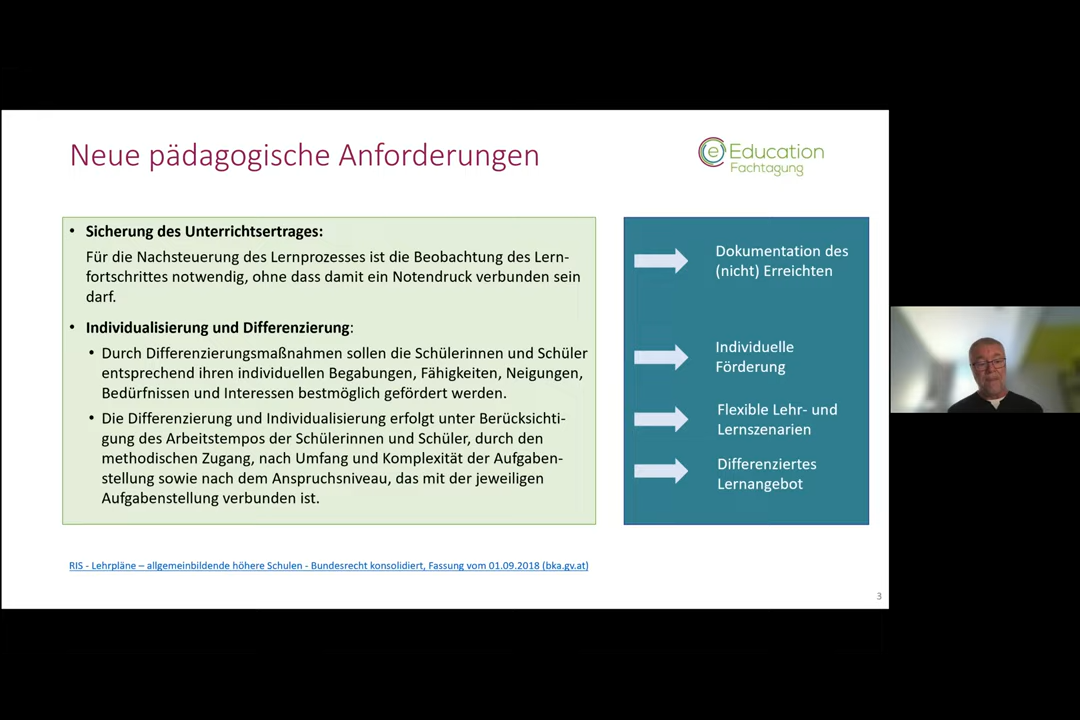 Neue pädagogische Anforderungen
e Education
Fachtagung
• Sicherung des Unterrichtsertrages:
Für die Nachsteuerung des Lernprozesses ist die Beobachtung des Lern-
fortschrittes notwendig, ohne dass damit ein Notendruck verbunden sein
darf.
• Individualisierung und Differenzierung:
• Durch Differenzierungsmaßnahmen sollen die Schülerinnen und Schüler
entsprechend ihren individuellen Begabungen, Fähigkeiten, Neigungen,
Bedürfnissen und Interessen bestmöglich gefördert werden.
• Die Differenzierung und Individualisierung erfolgt unter Berücksichti-
gung des Arbeitstempos der Schülerinnen und Schüler, durch den
methodischen Zugang, nach Umfang und Komplexität der Aufgaben-
stellung sowie nach dem Anspruchsniveau, das mit der jeweiligen
Aufgabenstellung verbunden ist.
Dokumentation des
(nicht) Erreichten
Individuelle
Förderung
Flexible Lehr- und
Lernszenarien
Differenziertes
Lernangebot
RIS - Lehrpläne – allgemeinbildende höhere Schulen - Bundesrecht konsolidiert, Fassung vom 01.09.2018 (bka.gv.at)
3